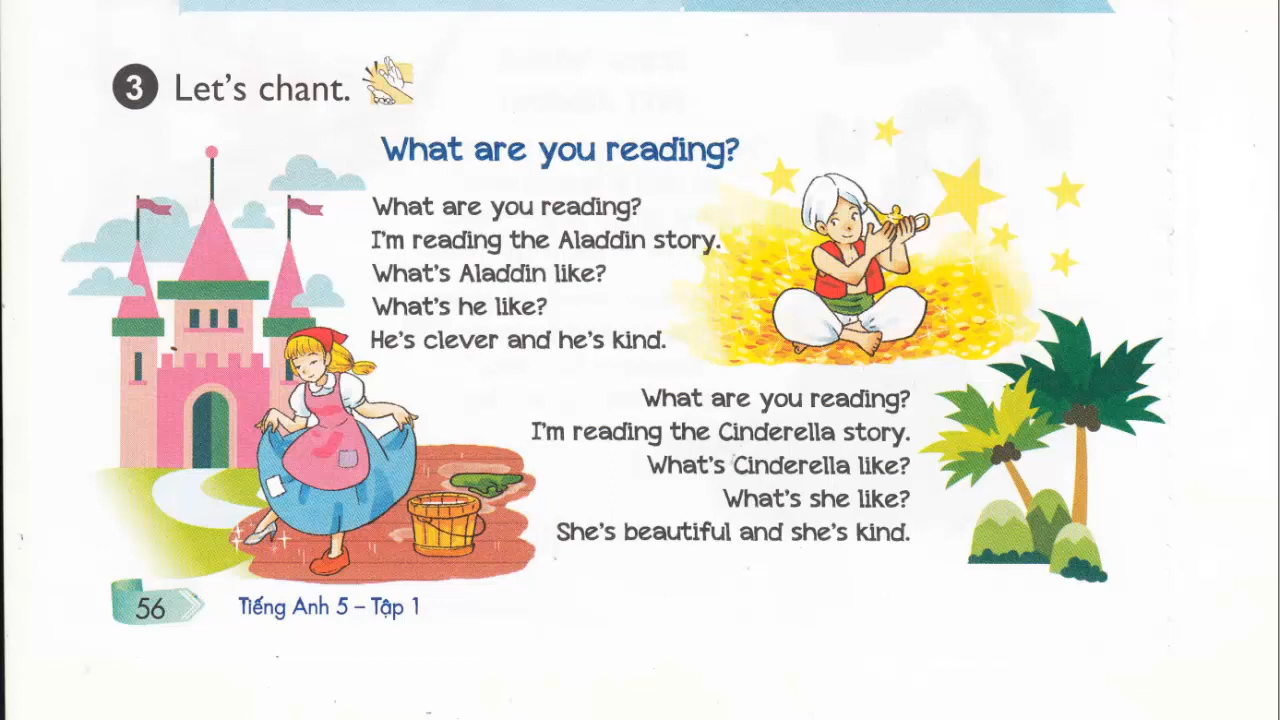 3 Let's chant.
What are you reading?
What are you reading?
I'm reading the Aladdin story.
What's Aladdin like?
What's he like?
He's clever and he's kind.
What are you reading?
I'm reading the Cinderella story.
What's Cinderella like?
What's she like?
She's beautiful and she's kind.
56 Tiếng Anh 5 – Tập 1